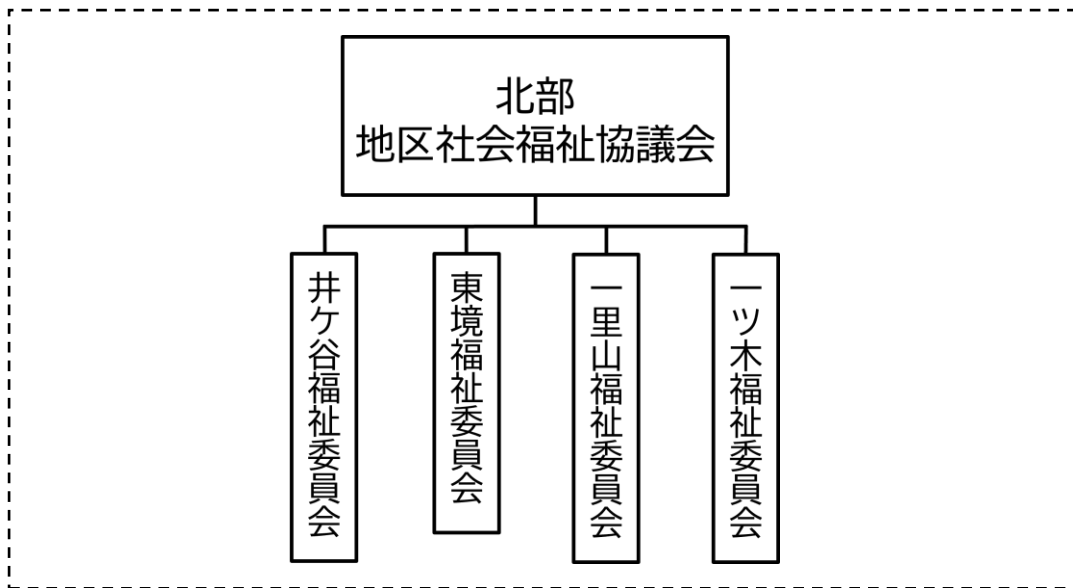 北部
地区社会福祉協議会
井ケ谷福祉委員会
東境福祉委員会
一里山福祉委員会
一ツ木福祉委員会